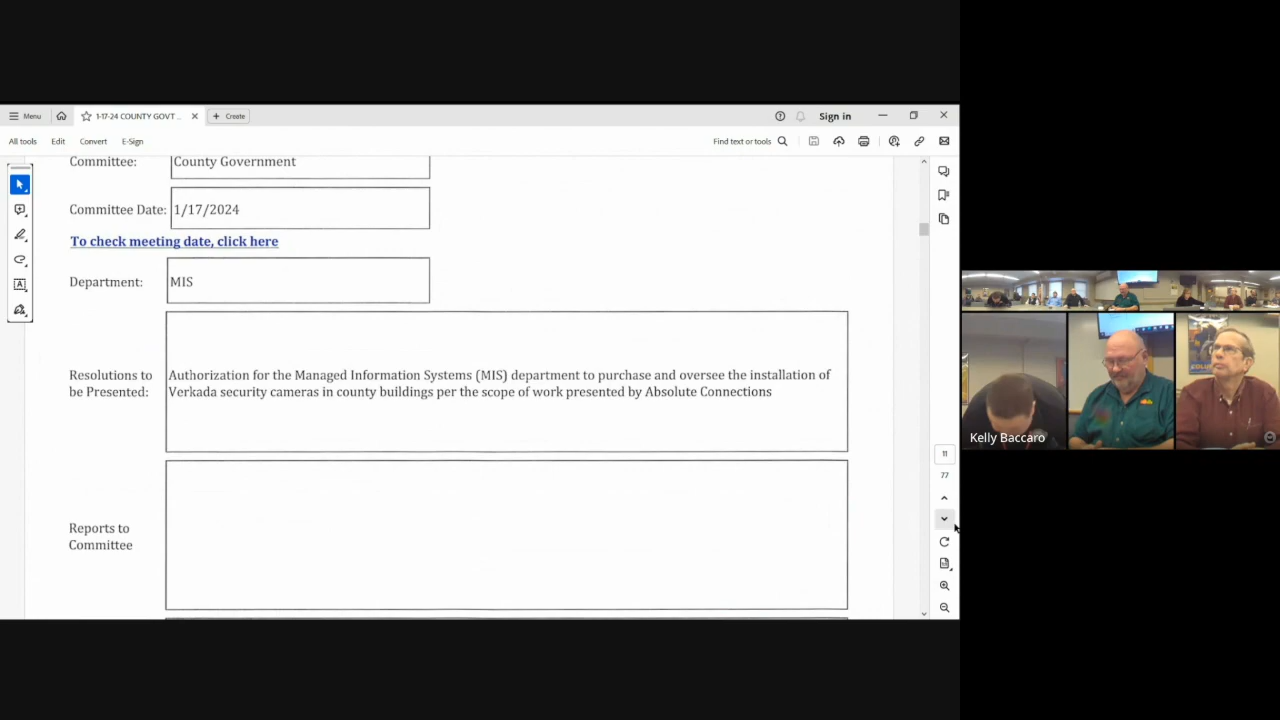 Menu
1-17-24 COUNTY GOVT ...
Create
Sign in
All tools
Edit
Convert
E-Sign
Find text or tools
Committee:
County Government
Committee Date:
1/17/2024
To check meeting date, click here
Department:
MIS
Resolutions to
be Presented:
Authorization for the Managed Information Systems (MIS) department to purchase and oversee the installation of
Verkada security cameras in county buildings per the scope of work presented by Absolute Connections
Reports to
Committee
11
77
Kelly Baccaro